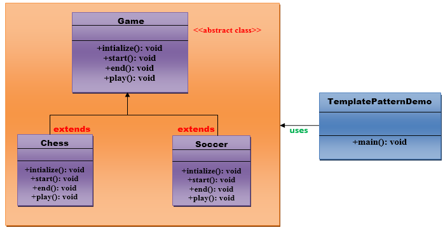 Game
<<abstract class>>
+intialize(): void
+start(): void
+end(): void
+play(): void
extends
extends
Chess
+intialize(): void
+start(): void
+end(): void
+play(): void
Soccer
+intialize(): void
+start(): void
+end(): void
+play(): void
uses
TemplatePatternDemo
+main(): void